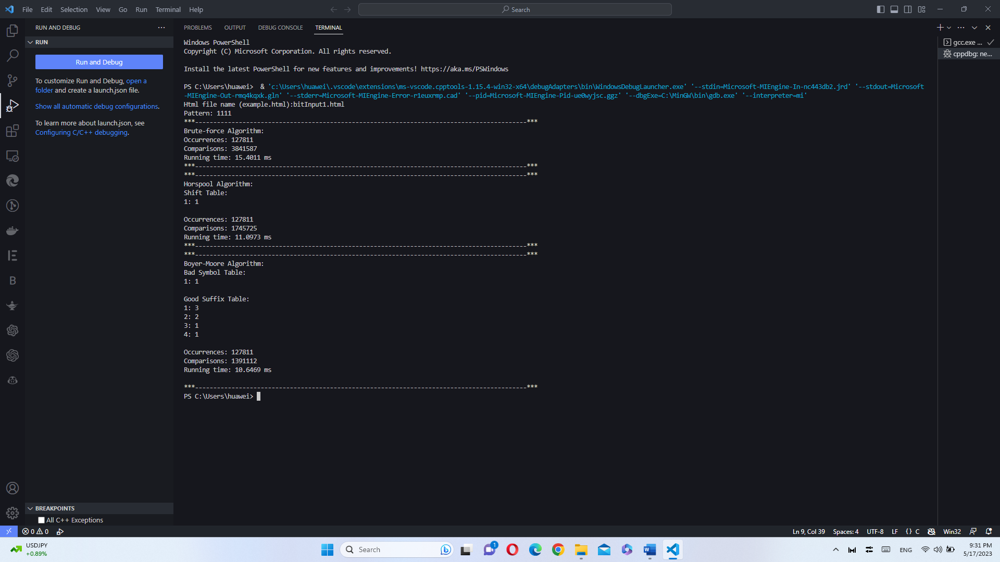 File Edit Selection View Go Run Terminal Help
Search
RUN AND DEBUG
RUN
Run and Debug
To customize Run and Debug, open a
folder and create a launch.json file.
Show all automatic debug configurations.
To learn more about launch.json, see
Configuring C/C++ debugging.
BREAKPOINTS
All C++ Exceptions
PROBLEMS OUTPUT DEBUG CONSOLE TERMINAL
Windows PowerShell
Copyright (C) Microsoft Corporation. All rights reserved.
Install the latest PowerShell for new features and improvements! https://aka.ms/PSWindows
PS C:\Users\huawei>  & 'c:\Users\huawei\.vscode\extensions\ms-vscode.cpptools-1.15.4-win32-x64\debugAdapters\bin\WindowsDebugLauncher.exe' '--stdin=Microsoft-MIEngine-In-nc443db2.jrd' '--stdout=Microsoft
-MIEngine-Out-rmq4kqxk.gln' '--stderr=Microsoft-MIEngine-Error-r1euxrmp.cad' '--pid=Microsoft-MIEngine-Pid-ue0wyjsc.ggz' '--dbgExe=C:\MinGW\bin\gdb.exe' '--interpreter=mi'
Html file name (example.html):bitInput1.html
Pattern: 1111
***-------------------------------------------------------------------------------------------***
Brute-force Algorithm:
Occurrences: 127811
Comparisons: 3841587
Running time: 15.4011 ms
***-------------------------------------------------------------------------------------------***
***-------------------------------------------------------------------------------------------***
Horspool Algorithm:
Shift Table:
1: 1
Occurrences: 127811
Comparisons: 1745725
Running time: 11.0973 ms
***-------------------------------------------------------------------------------------------***
***-------------------------------------------------------------------------------------------***
Boyer-Moore Algorithm:
Bad Symbol Table:
1: 1
Good Suffix Table:
1: 3
2: 2
3: 1
4: 1
Occurrences: 127811
Comparisons: 1391112
Running time: 10.6469 ms
***-------------------------------------------------------------------------------------------***
PS C:\Users\huawei>
gcc.exe ...
cppdbg: ne...
0 0
Ln 9, Col 39 Spaces: 4 UTF-8 LF {} C Win32
USDJPY
+0.89%
Search
1
ENG
9:31 PM
5/17/2023